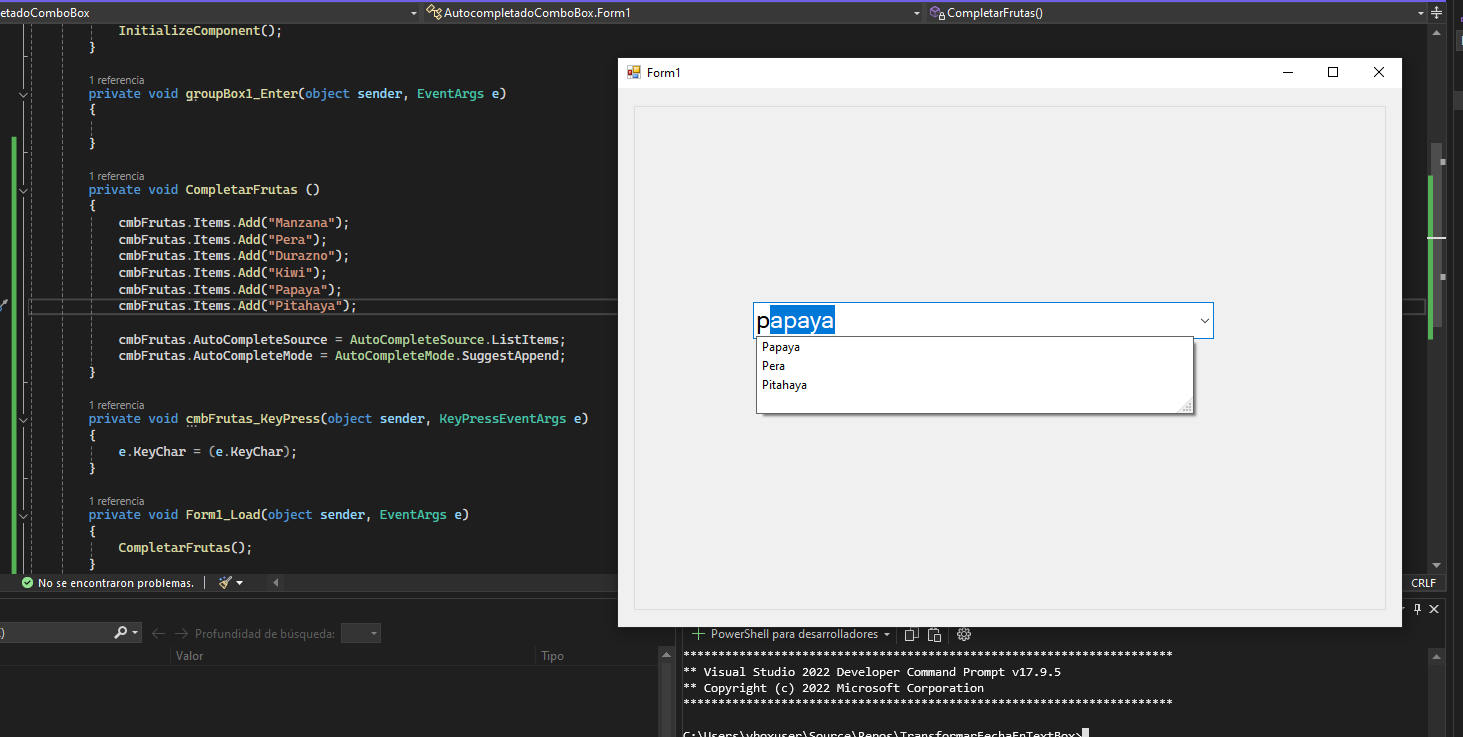 etadoComboBox
AutocompletadoComboBox.Form1
CompletarFrutas()
InitializeComponent();
}
1 referencia
private void groupBox1_Enter(object sender, EventArgs e)
{
}
1 referencia
private void CompletarFrutas ()
{
cmbFrutas.Items.Add("Manzana");
cmbFrutas.Items.Add("Pera");
cmbFrutas.Items.Add("Durazno");
cmbFrutas.Items.Add("Kiwi");
cmbFrutas.Items.Add("Papaya");
cmbFrutas.Items.Add("Pitahaya");
cmbFrutas.AutoCompleteSource = AutoCompleteSource.ListItems;
cmbFrutas.AutoCompleteMode = AutoCompleteMode.SuggestAppend;
}
1 referencia
private void cmbFrutas_KeyPress(object sender, KeyPressEventArgs e)
{
e.KeyChar = (e.KeyChar);
}
1 referencia
private void Form1_Load(object sender, EventArgs e)
{
CompletarFrutas();
}
Form1
papaya
Papaya
Pera
Pitahaya
No se encontraron problemas.
CRLF
Profundidad de búsqueda:
Valor
Tipo
PowerShell para desarrolladores
**********************************************************************
** Visual Studio 2022 Developer Command Prompt v17.9.5
** Copyright (c) 2022 Microsoft Corporation
**********************************************************************
C:\Users\vboxuser\Source\Repos\TransformarFechaEnTextBox>